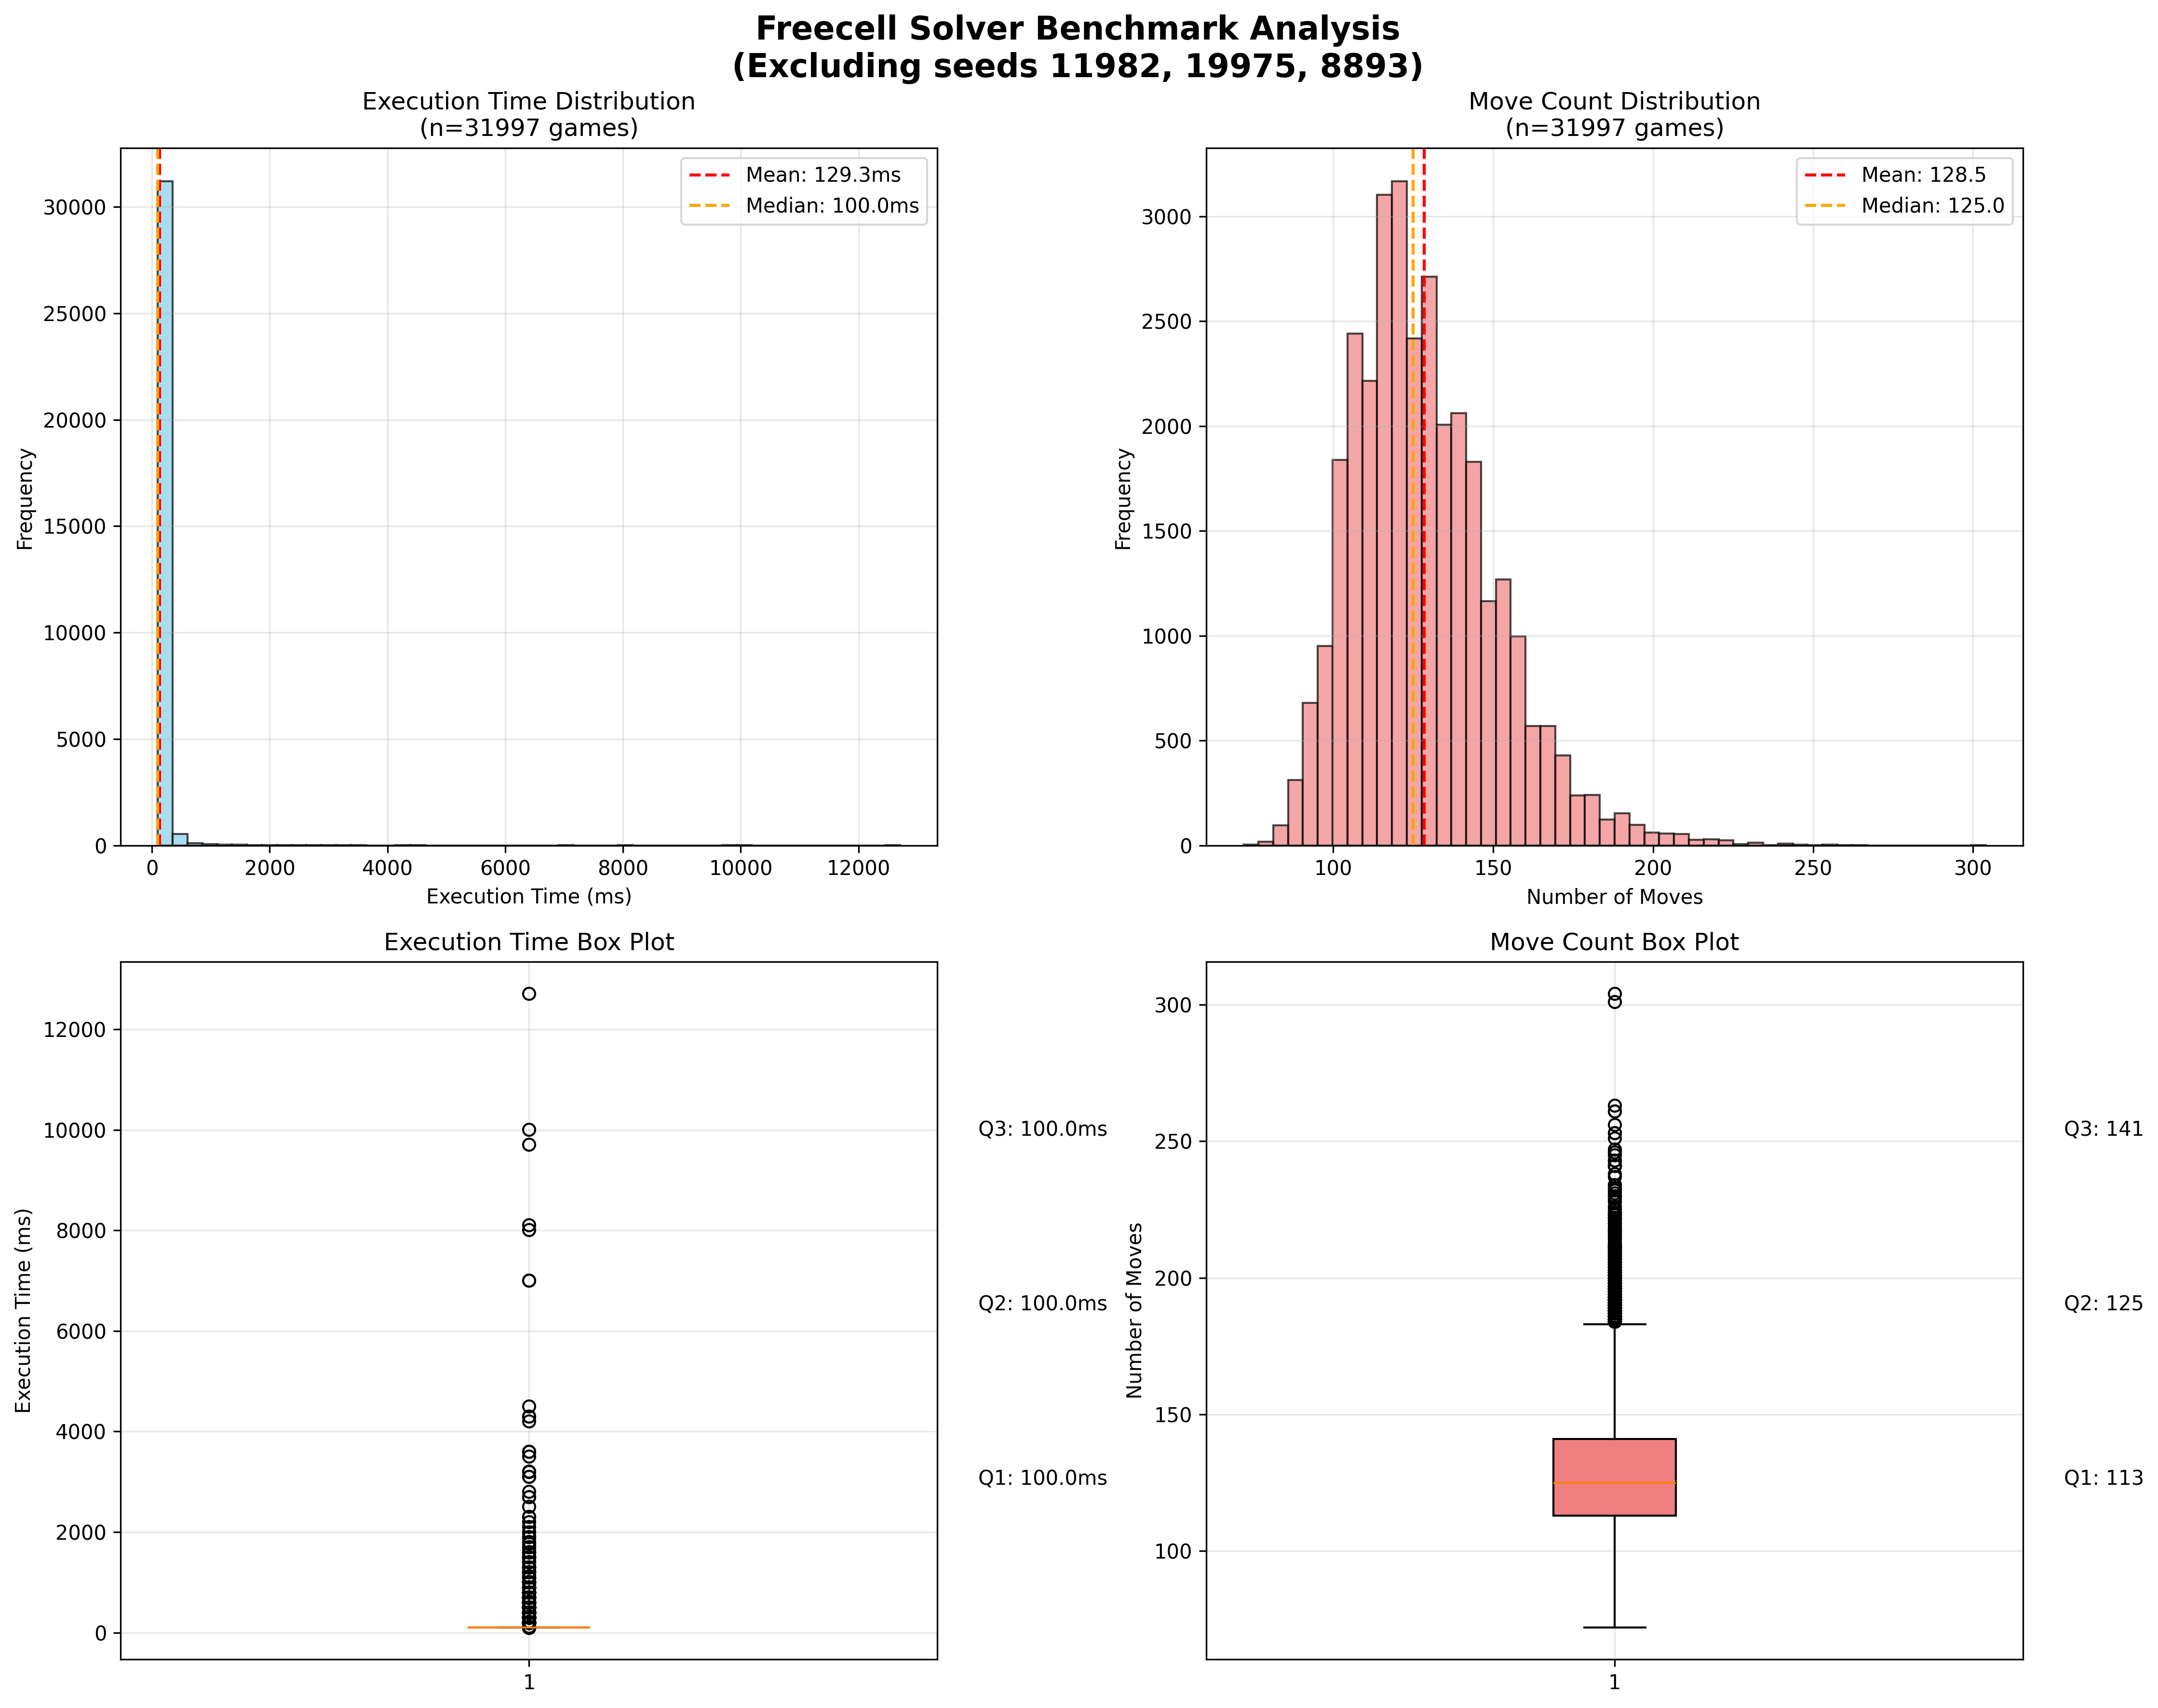 Freecell Solver Benchmark Analysis
(Excluding seeds 11982, 19975, 8893)
Execution Time Distribution
(n=31997 games)
Mean: 129.3ms
Median: 100.0ms
30000
25000
20000
15000
10000
5000
0
Frequency
0 2000 4000 6000 8000 10000 12000
Execution Time (ms)
Move Count Distribution
(n=31997 games)
Mean: 128.5
Median: 125.0
3000
2500
2000
1500
1000
500
0
Frequency
100 150 200 250 300
Number of Moves
Execution Time Box Plot
12000
10000
8000
6000
4000
2000
0
Execution Time (ms)
1
Q3: 100.0ms
Q2: 100.0ms
Q1: 100.0ms
Move Count Box Plot
300
250
200
150
100
Number of Moves
1
Q3: 141
Q2: 125
Q1: 113